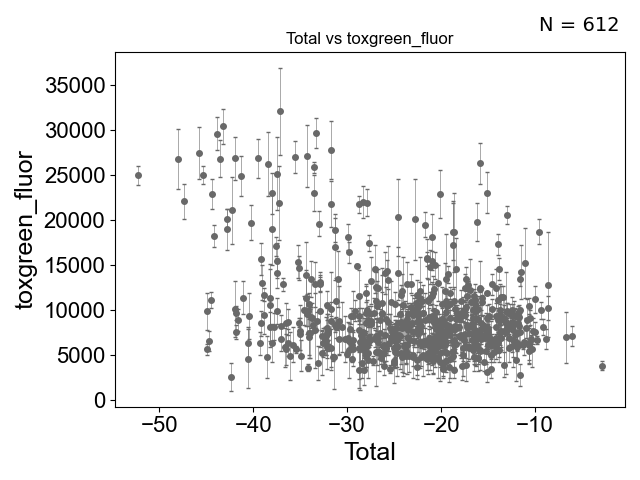 N = 612
Total vs toxgreen_fluor
35000
30000
25000
20000
15000
10000
5000
0
toxgreen_fluor
−50 −40 −30 −20 −10
Total